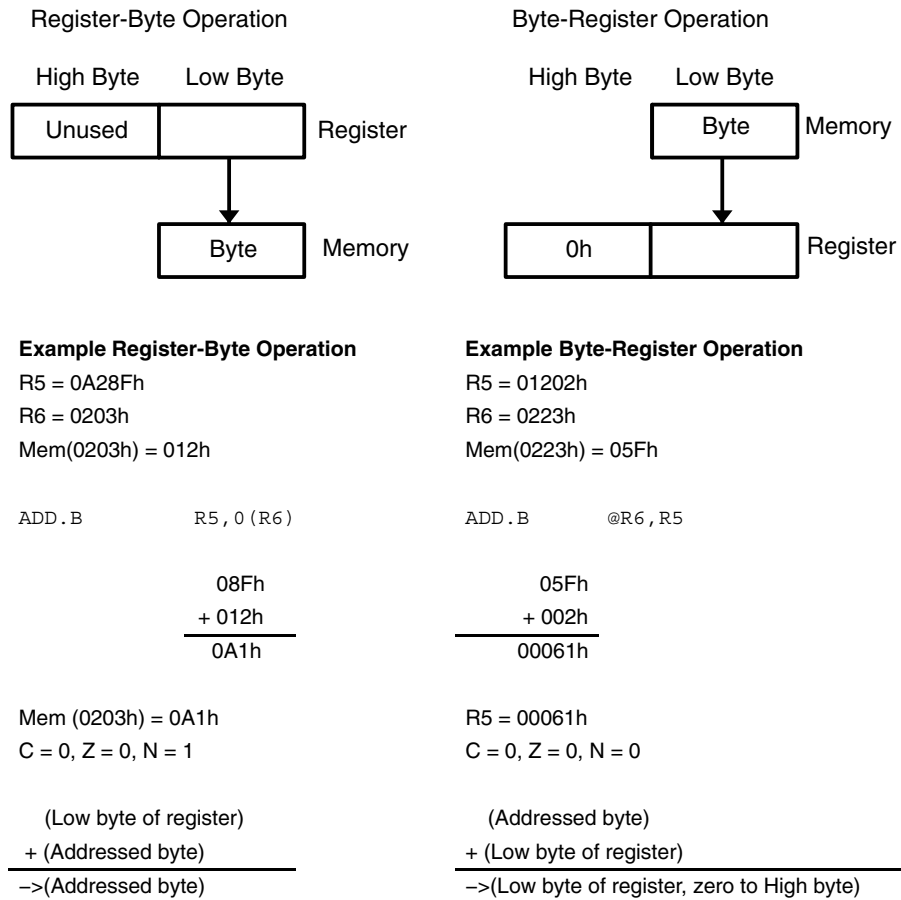 Register-Byte Operation
High Byte Low Byte
Unused
Register
Byte
Memory
Example Register-Byte Operation
R5 = 0A28Fh
R6 = 0203h
Mem(0203h) = 012h
ADD.B R5,0(R6)
08Fh
+ 012h
0A1h
Mem (0203h) = 0A1h
C = 0, Z = 0, N = 1
(Low byte of register)
+ (Addressed byte)
–>(Addressed byte)
Byte-Register Operation
High Byte Low Byte
Byte
Memory
0h
Register
Example Byte-Register Operation
R5 = 01202h
R6 = 0223h
Mem(0223h) = 05Fh
ADD.B @R6,R5
05Fh
+ 002h
00061h
R5 = 00061h
C = 0, Z = 0, N = 0
(Addressed byte)
+ (Low byte of register)
–>(Low byte of register, zero to High byte)